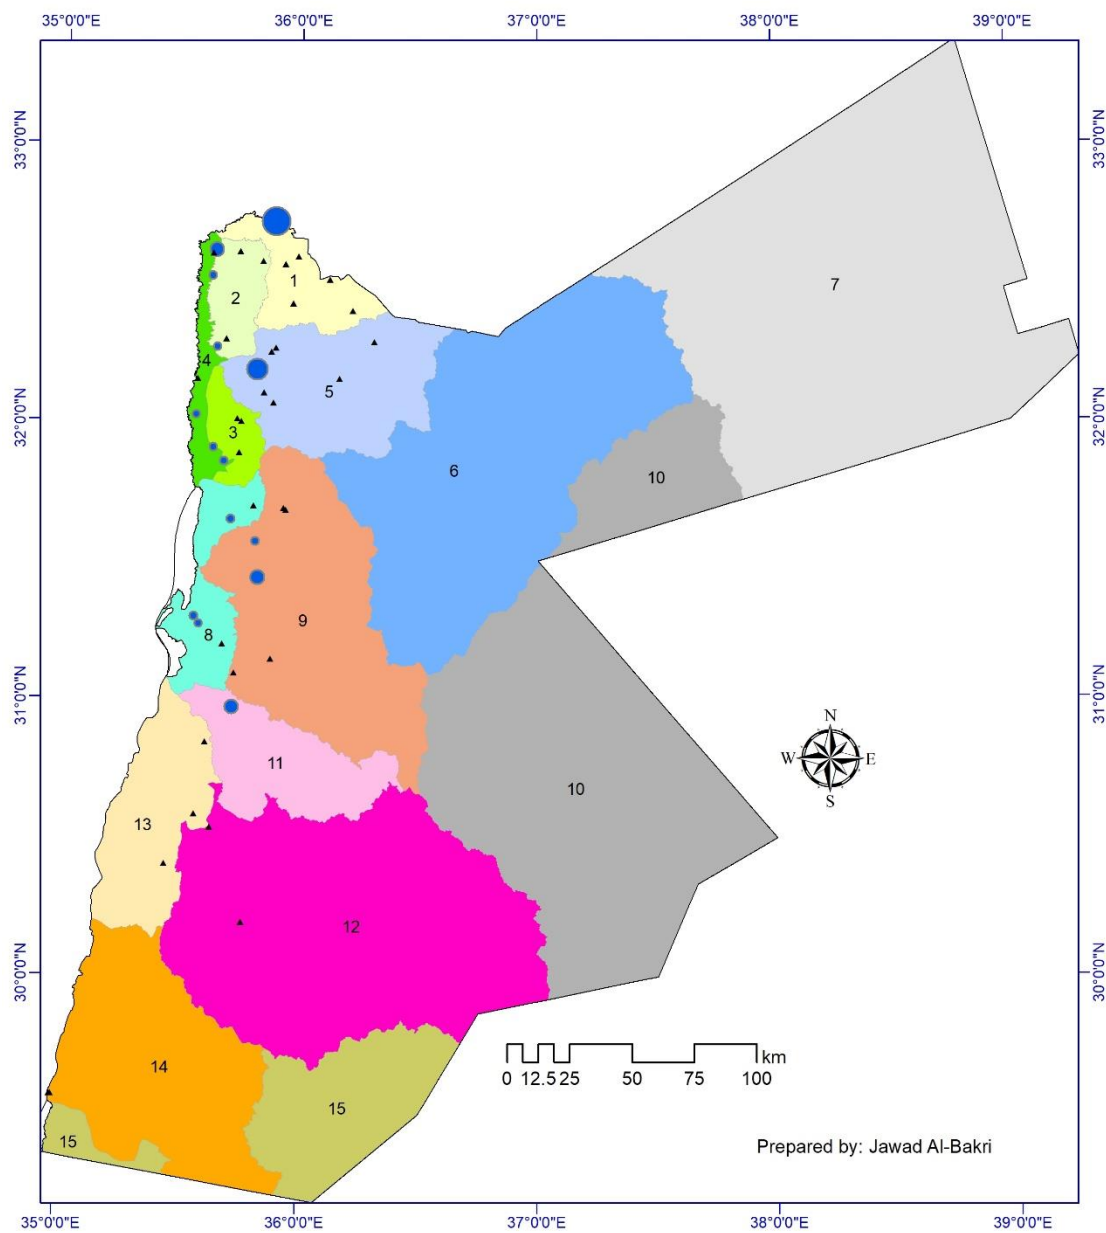 35°0'0"E 36°0'0"E 37°0'0"E 38°0'0"E 39°0'0"E
33°0'0"N 33°0'0"N
7
1
2
4
5
32°0'0"N 32°0'0"N
3
6
10
9
8
31°0'0"N 31°0'0"N
N
W E
S
11
10
13
12
30°0'0"N 30°0'0"N
km
0 12.5 25 50 75 100
14
15
15
Prepared by: Jawad Al-Bakri
35°0'0"E 36°0'0"E 37°0'0"E 38°0'0"E 39°0'0"E